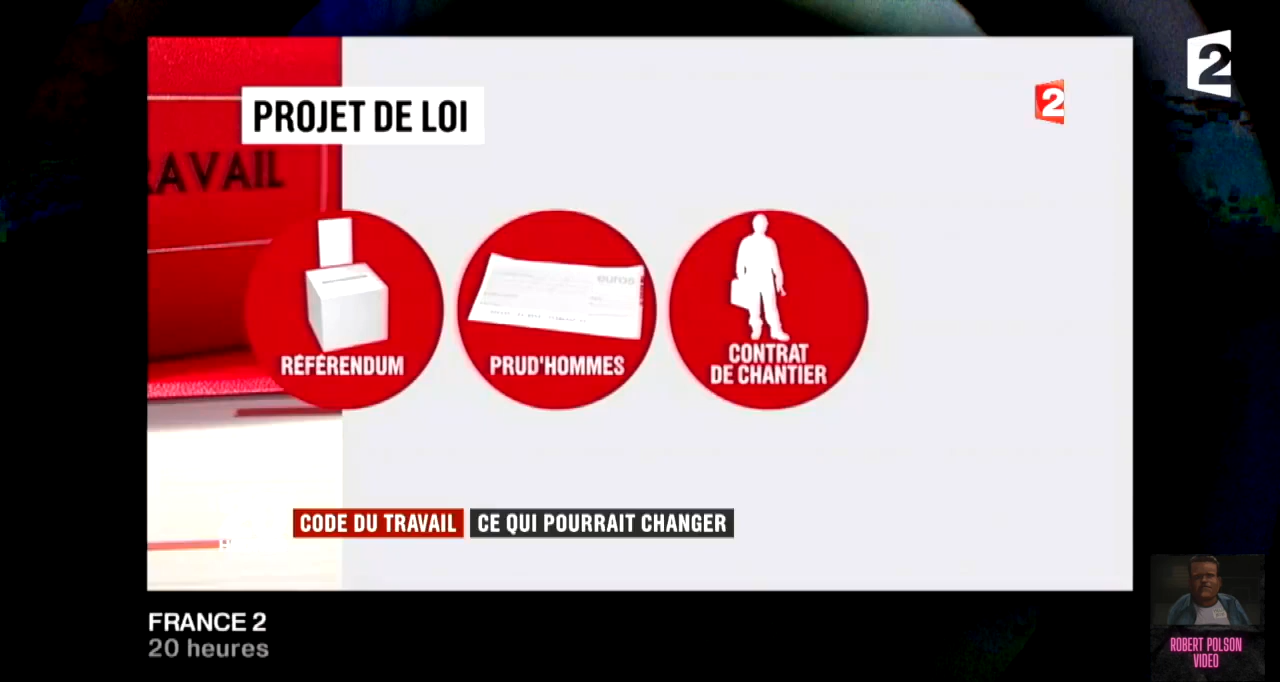 2
2
PROJET DE LOI
RAVAIL
euros
RÉFÉRENDUM
PRUD'HOMMES
CONTRAT
DE CHANTIER
CODE DU TRAVAIL CE QUI POURRAIT CHANGER
FRANCE 2
20 heures
ROBERT POLSON
VIDEO